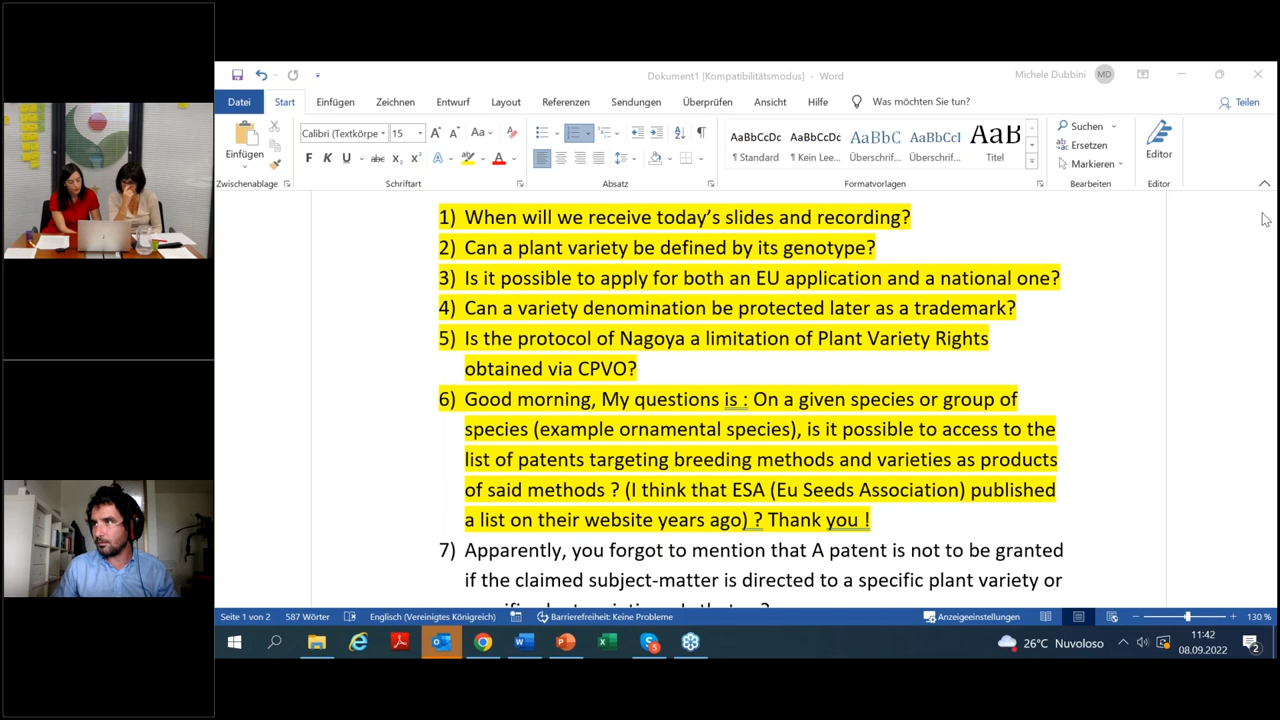 Dokument1 [Kompatibilitätsmodus] - Word
Michele Dubbini MD
Datei Start Einfügen Zeichnen Entwurf Layout Referenzen Sendungen Überprüfen Ansicht Hilfe Was möchten Sie tun? Teilen
Calibri (Textkörpe 15
Einfügen
F K U abc
AaBbCcDc AaBbCcDc AaBbC AaBbCcI AaB
¶ Standard ¶ Kein Lee... Überschrif... Überschrif... Titel
Suchen
Ersetzen
Markieren
Editor
Zwischenablage Schriftart Absatz Formatvorlagen Bearbeiten Editor
1) When will we receive today's slides and recording?
2) Can a plant variety be defined by its genotype?
3) Is it possible to apply for both an EU application and a national one?
4) Can a variety denomination be protected later as a trademark?
5) Is the protocol of Nagoya a limitation of Plant Variety Rights
obtained via CPVO?
6) Good morning, My questions is : On a given species or group of
species (example ornamental species), is it possible to access to the
list of patents targeting breeding methods and varieties as products
of said methods ? (I think that ESA (Eu Seeds Association) published
a list on their website years ago) ? Thank you !
7) Apparently, you forgot to mention that A patent is not to be granted
if the claimed subject-matter is directed to a specific plant variety or
Seite 1 von 2 587 Wörter Englisch (Vereinigtes Königreich) Barrierefreiheit: Keine Probleme Anzeigeeinstellungen 130 %
26°C Nuvoloso
11:42
08.09.2022